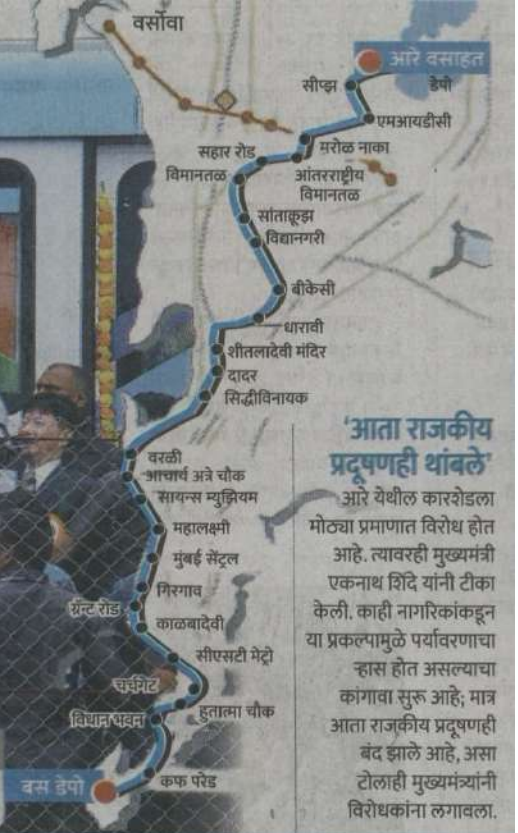 वर्सोवा
आरे वसाहत
सीप्झ
डेपो
एमआयडीसी
मरोळ नाका
सहार रोड
विमानतळ
आंतरराष्ट्रीय
विमानतळ
सांताक्रूझ
विद्यानगरी
बीकेसी
धारावी
शीतलादेवी मंदिर
दादर
सिद्धीविनायक
वरळी
आचार्य अत्रे चौक
सायन्स म्युझियम
महालक्ष्मी
मुंबई सेंट्रल
गिरगाव
ग्रॅन्ट रोड
काळबादेवी
सीएसटी मेट्रो
चर्चगेट
हुतात्मा चौक
विधान भवन
कफ परेड
बस डेपो
‘आता राजकीय
प्रदूषणही थांबले’
आरे येथील कारशेडला
मोठ्या प्रमाणात विरोध होत
आहे. त्यावरही मुख्यमंत्री
एकनाथ शिंदे यांनी टीका
केली. काही नागरिकांकडून
या प्रकल्पामुळे पर्यावरणाचा
ऱ्हास होत असल्याचा
कांगावा सुरू आहे; मात्र
आता राजकीय प्रदूषणही
बंद झाले आहे, असा
टोलाही मुख्यमंत्र्यांनी
विरोधकांना लगावला.